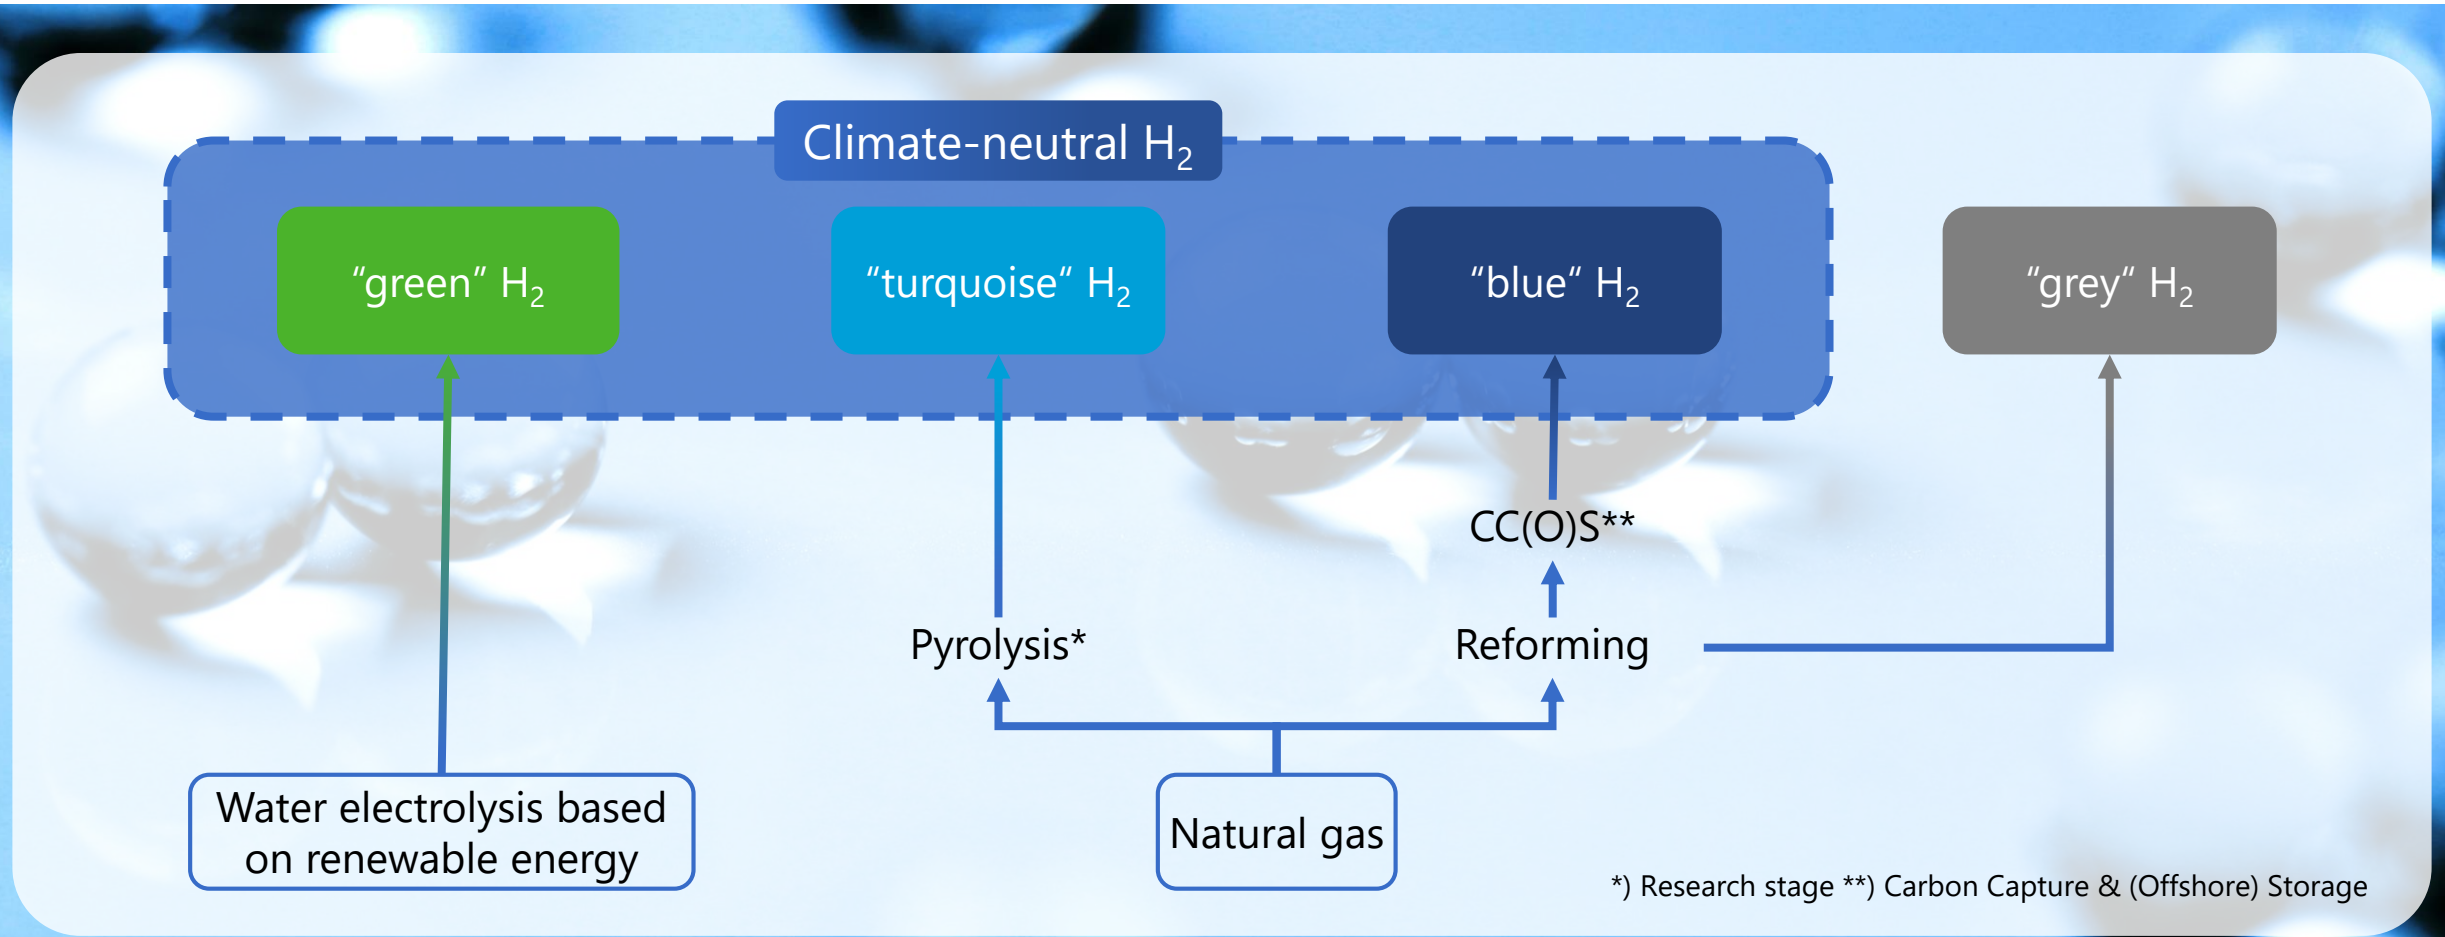 Climate-neutral H₂
“green” H₂
“turquoise“ H₂
“blue“ H₂
“grey“ H₂
CC(O)S**
Pyrolysis*
Reforming
Water electrolysis based
on renewable energy
Natural gas
*) Research stage **) Carbon Capture & (Offshore) Storage